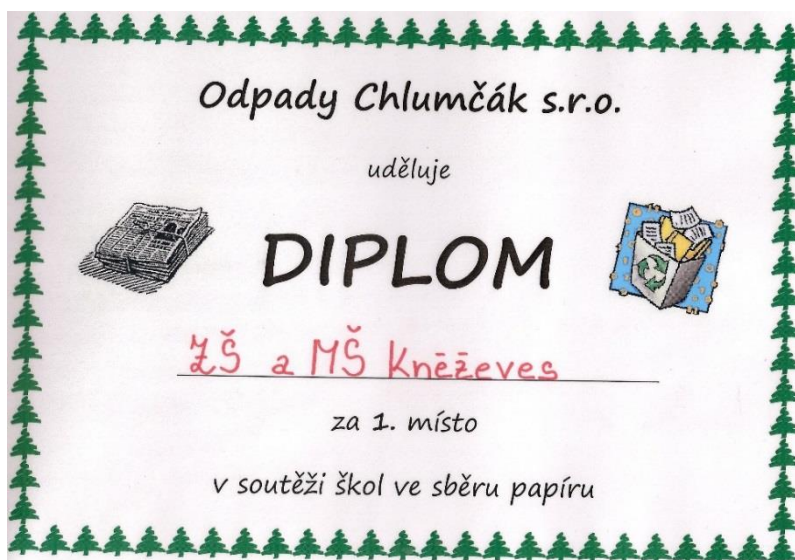 Odpady Chlumčák s.r.o.
uděluje
DIPLOM
ZŠ a MŠ Kněževes
za 1. místo
v soutěži škol ve sběru papíru